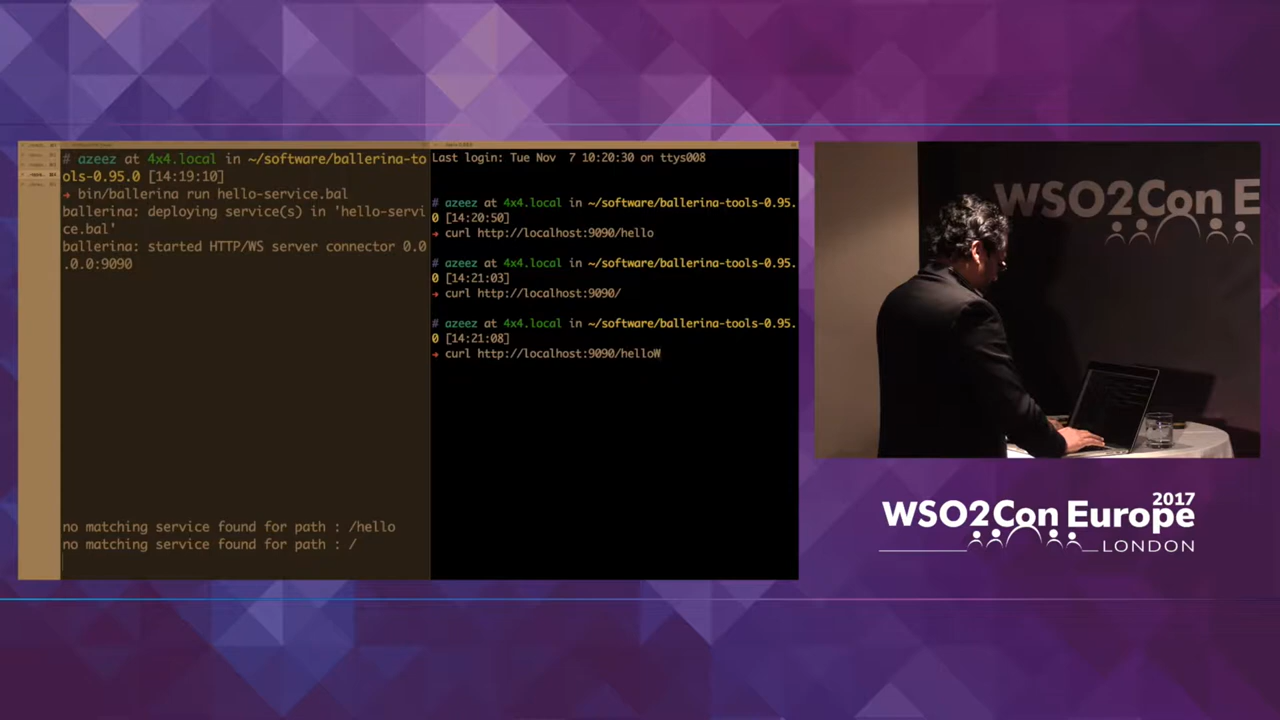 # azeez at 4x4.local in ~/software/ballerina-to
ols-0.95.0 [14:19:10]
➜ bin/ballerina run hello-service.bal
ballerina: deploying service(s) in 'hello-servi
ce.bal'
ballerina: started HTTP/WS server connector 0.0
.0.0:9090
no matching service found for path : /hello
no matching service found for path : /
Last login: Tue Nov  7 10:20:30 on ttys008
# azeez at 4x4.local in ~/software/ballerina-tools-0.95.
0 [14:20:50]
➜ curl http://localhost:9090/hello
# azeez at 4x4.local in ~/software/ballerina-tools-0.95.
0 [14:21:03]
➜ curl http://localhost:9090/
# azeez at 4x4.local in ~/software/ballerina-tools-0.95.
0 [14:21:08]
➜ curl http://localhost:9090/helloW
WSO2Con E
2017
WSO2Con Europe
LONDON